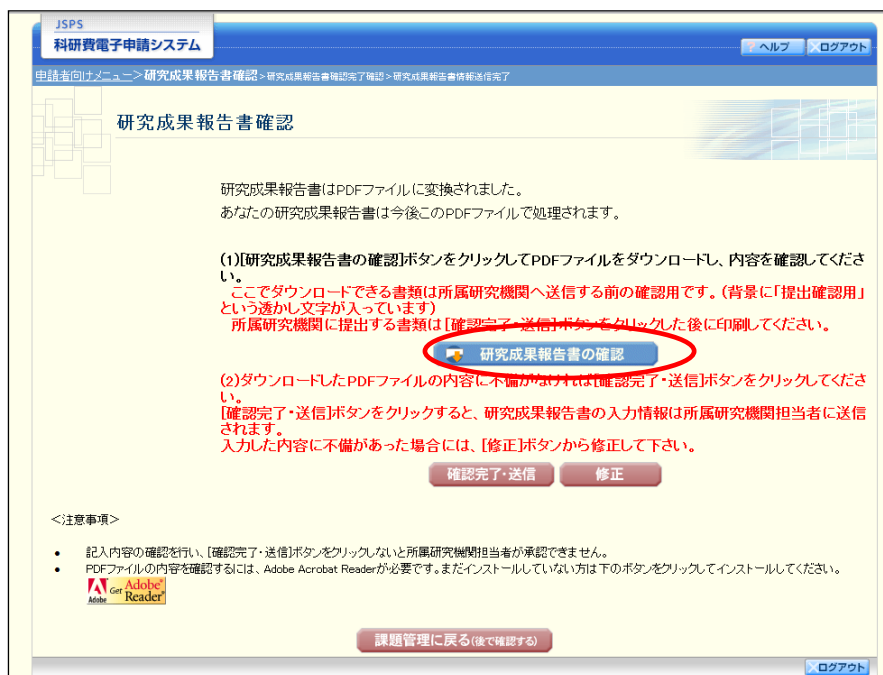 JSPS
科研費電子申請システム
? ヘルプ
×ログアウト
申請者向けメニュー>研究成果報告書確認>研究成果報告書確認完了確認>研究成果報告書情報送信完了
研究成果報告書確認
研究成果報告書はPDFファイルに変換されました。
あなたの研究成果報告書は今後このPDFファイルで処理されます。
(1)[研究成果報告書の確認]ボタンをクリックしてPDFファイルをダウンロードし、内容を確認してくださ
い。
ここでダウンロードできる書類は所属研究機関へ送信する前の確認用です。(背景に「提出確認用」
という透かし文字が入っています)
所属研究機関に提出する書類は[確認完了・送信]ボタンをクリックした後に印刷してください。
研究成果報告書の確認
(2)ダウンロードしたPDFファイルの内容に不備がなければ[確認完了・送信]ボタンをクリックしてくださ
い。
[確認完了・送信]ボタンをクリックすると、研究成果報告書の入力情報は所属研究機関担当者に送信
されます。
入力した内容に不備があった場合には、[修正]ボタンから修正して下さい。
確認完了・送信
修正
<注意事項>
• 記入内容の確認を行い、[確認完了・送信]ボタンをクリックしないと所属研究機関担当者が承認できません。
• PDFファイルの内容を確認するには、Adobe Acrobat Readerが必要です。まだインストールしていない方は下のボタンをクリックしてインストールしてください。
Adobe Get Adobe® Reader®
課題管理に戻る(後で確認する)
×ログアウト